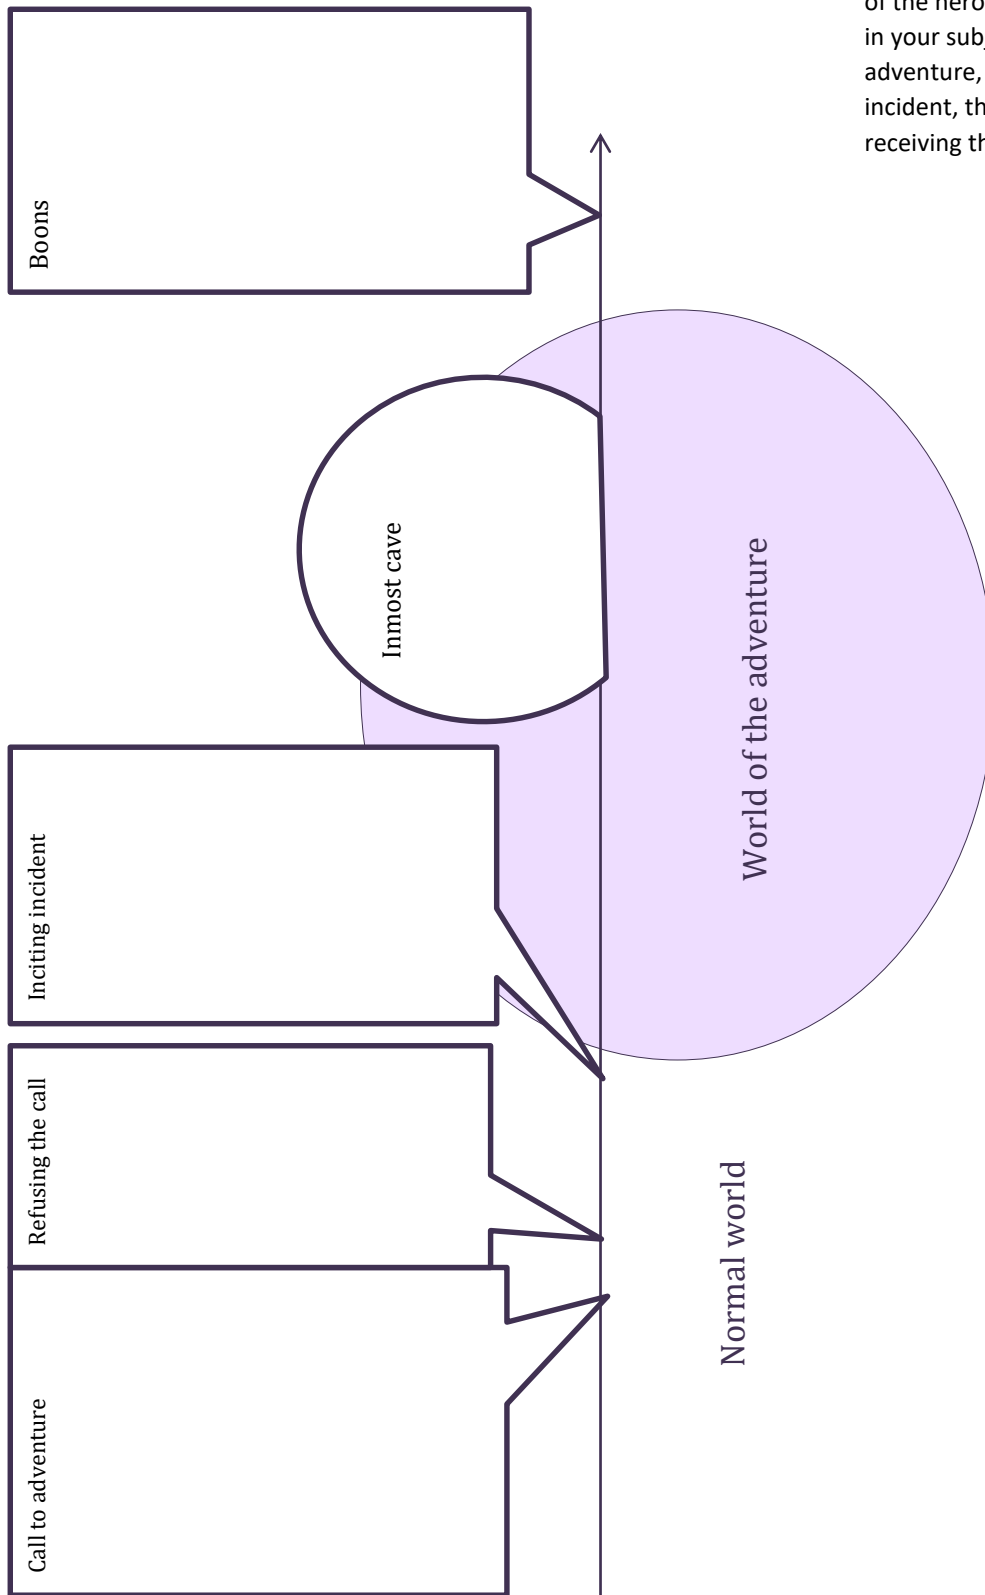 of the hero
in your sub
adventure,
incident, th
receiving th
Boons
Inmost cave
World of the adventure
Inciting incident
Refusing the call
Normal world
Call to adventure